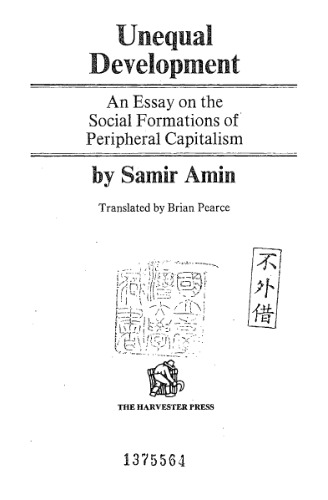 Unequal
Development
An Essay on the
Social Formations of
Peripheral Capitalism
by Samir Amin
Translated by Brian Pearce
不外借
THE HARVESTER PRESS
1375564